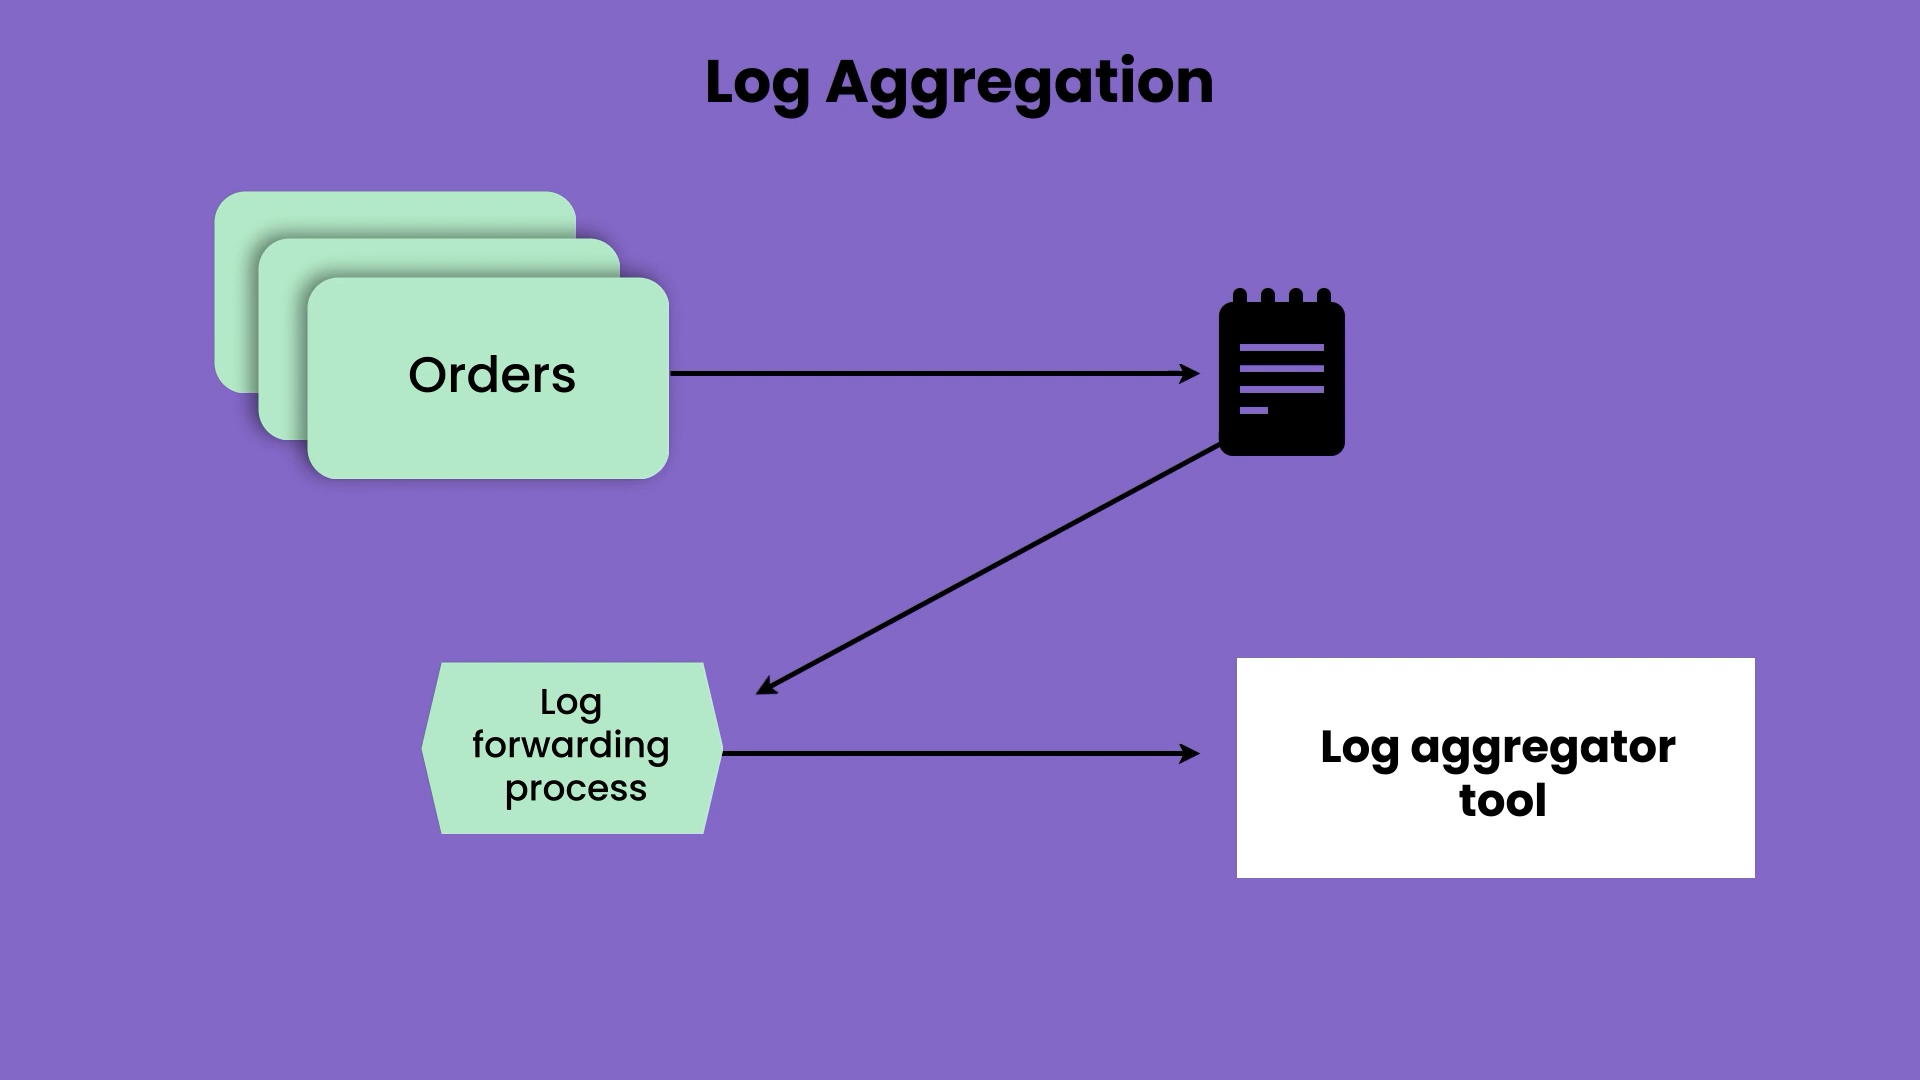 Log Aggregation
Orders
Log
forwarding
process
Log aggregator
tool